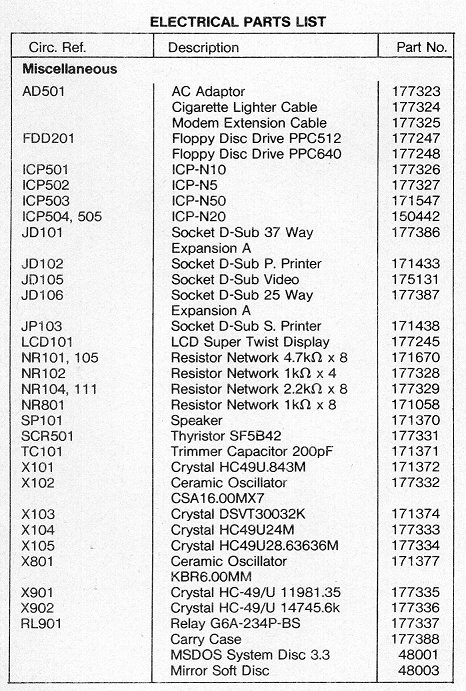 ELECTRICAL PARTS LIST
Circ. Ref. Description Part No.
Miscellaneous
AD501 AC Adaptor 177323
Cigarette Lighter Cable 177324
Modem Extension Cable 177325
FDD201 Floppy Disc Drive PPC512 177247
Floppy Disc Drive PPC640 177248
ICP501 ICP-N10 177326
ICP502 ICP-N5 177327
ICP503 ICP-N50 171547
ICP504, 505 ICP-N20 150442
JD101 Socket D-Sub 37 Way 177386
Expansion A
JD102 Socket D-Sub P. Printer 171433
JD105 Socket D-Sub Video 175131
JD106 Socket D-Sub 25 Way 177387
Expansion A
JP103 Socket D-Sub S. Printer 171438
LCD101 LCD Super Twist Display 177245
NR101, 105 Resistor Network 4.7kΩ x 8 171670
NR102 Resistor Network 1kΩ x 4 177328
NR104, 111 Resistor Network 2.2kΩ x 8 177329
NR801 Resistor Network 1kΩ x 8 171058
SP101 Speaker 171370
SCR501 Thyristor SF5B42 177331
TC101 Trimmer Capacitor 200pF 171371
X101 Crystal HC49U.843M 171372
X102 Ceramic Oscillator 177332
CSA16.00MX7
X103 Crystal DSVT30032K 171374
X104 Crystal HC49U24M 177333
X105 Crystal HC49U28.63636M 177334
X801 Ceramic Oscillator 171377
KBR6.00MM
X901 Crystal HC-49/U 11981.35 177335
X902 Crystal HC-49/U 14745.6k 177336
RL901 Relay G6A-234P-BS 177337
Carry Case 177388
MSDOS System Disc 3.3 48001
Mirror Soft Disc 48003